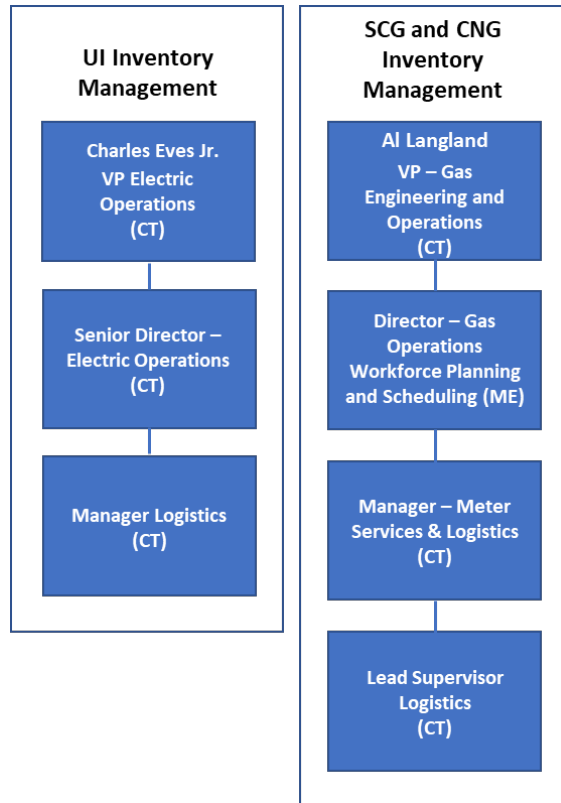 UI Inventory
Management
Charles Eves Jr.
VP Electric
Operations
(CT)
Senior Director –
Electric Operations
(CT)
Manager Logistics
(CT)
SCG and CNG
Inventory
Management
Al Langland
VP – Gas
Engineering and
Operations
(CT)
Director – Gas
Operations
Workforce Planning
and Scheduling (ME)
Manager – Meter
Services & Logistics
(CT)
Lead Supervisor
Logistics
(CT)